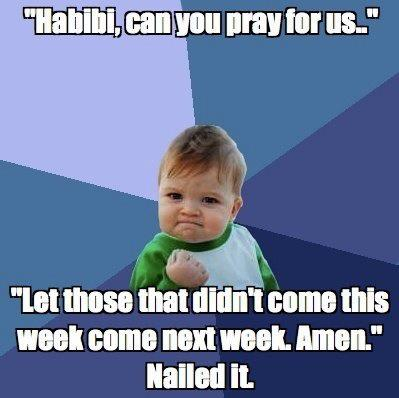 "Habibi, can you pray for us.."
"Let those that didn't come this
week come next week. Amen."
Nailed it.